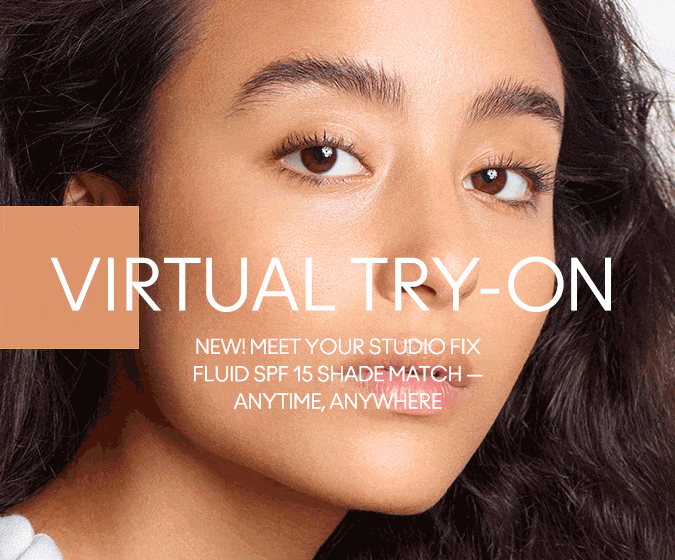 VIRTUAL TRY-ON
NEW! MEET YOUR STUDIO FIX
FLUID SPF 15 SHADE MATCH —
ANYTIME, ANYWHERE